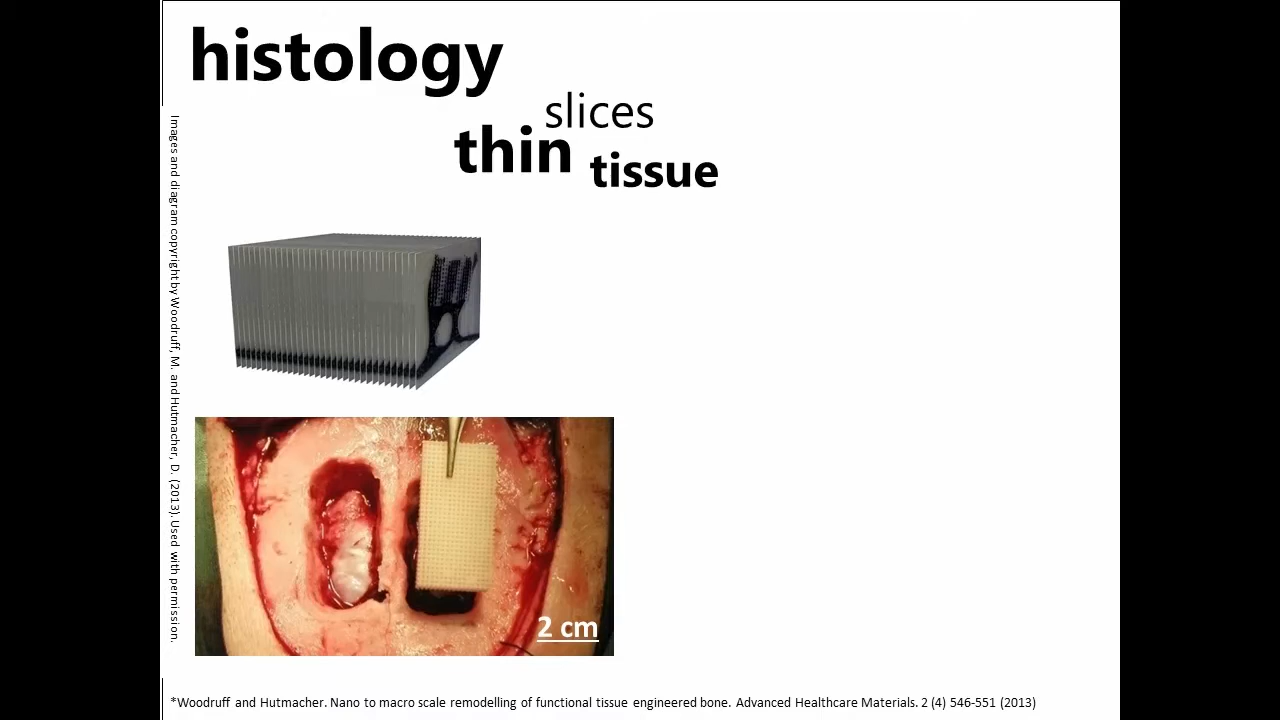 histology
slices
thin tissue
Images and diagram copyright by Woodruff, M. and Hutmacher, D. (2013). Used with permission.
2 cm
*Woodruff and Hutmacher. Nano to macro scale remodelling of functional tissue engineered bone. Advanced Healthcare Materials. 2 (4) 546-551 (2013)